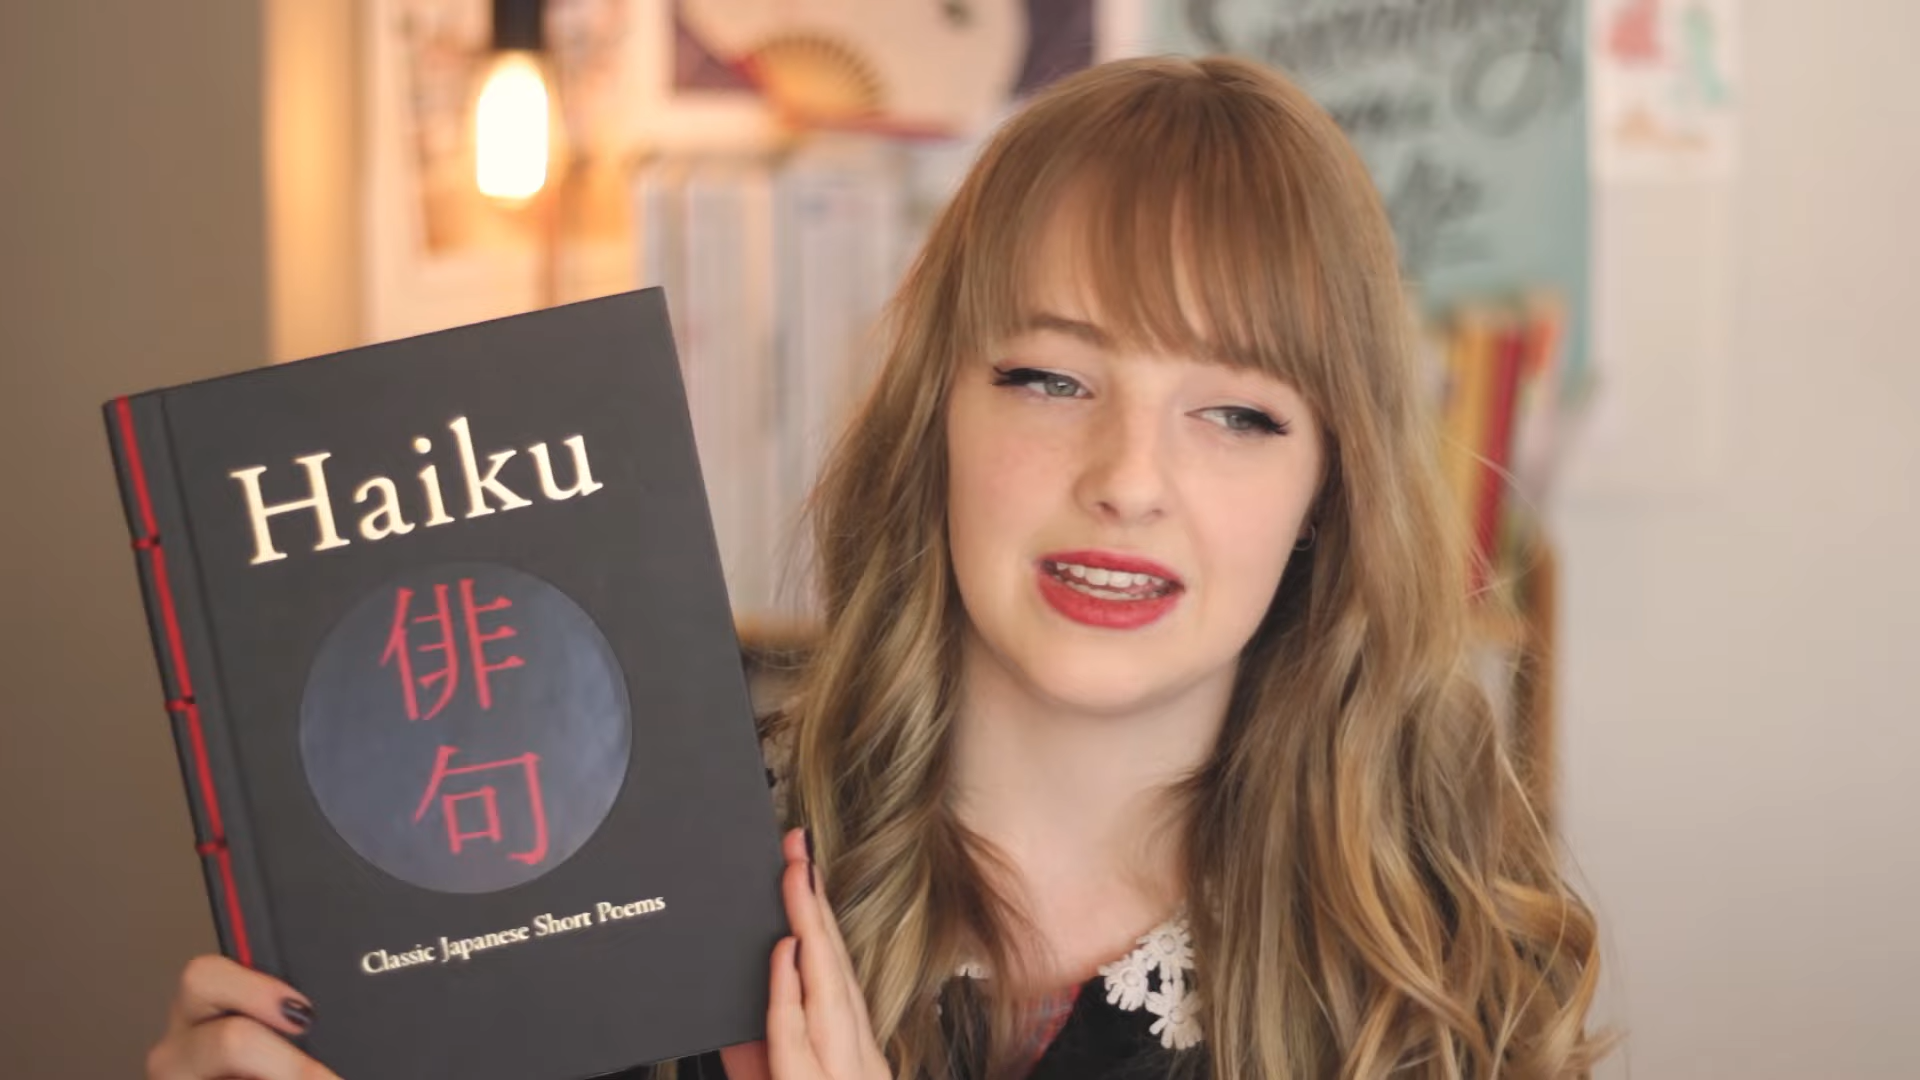 Haiku
俳
句
Classic Japanese Short Poems